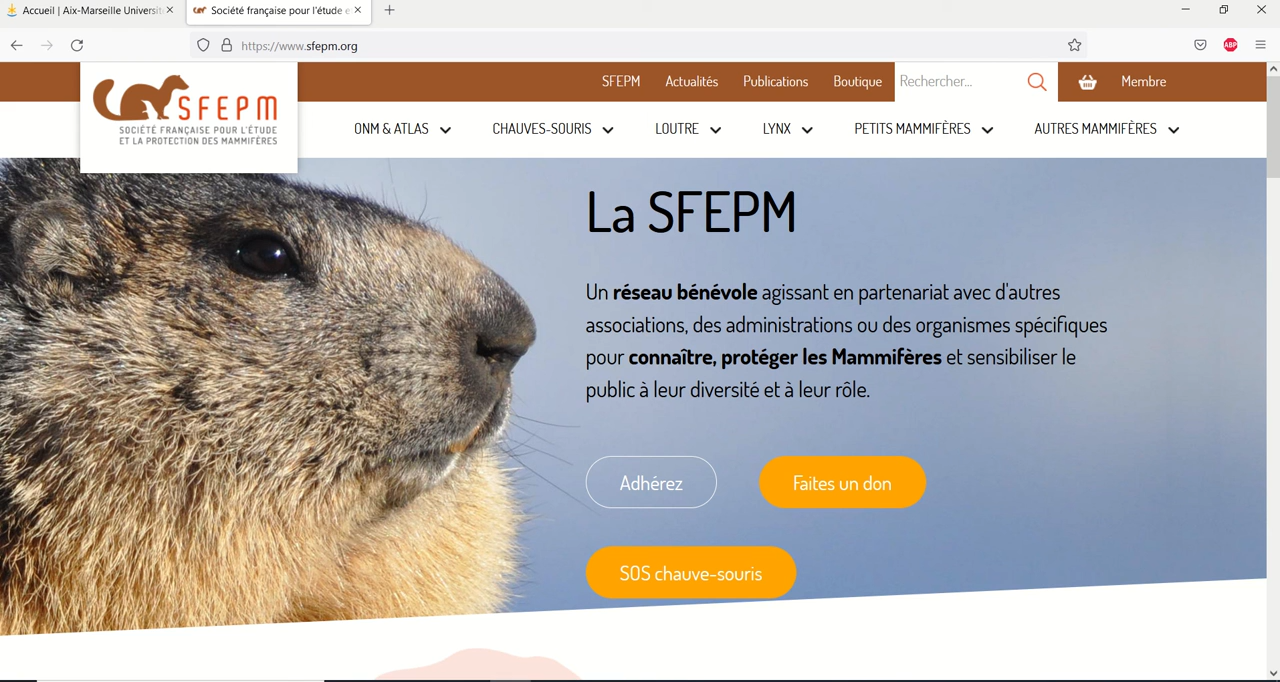 Accueil | Aix-Marseille Universit
Société française pour l'étude e
https://www.sfepm.org
ABP
SFEPM Actualités Publications Boutique Rechercher... Membre
SFEPM
SOCIÉTÉ FRANÇAISE POUR L'ÉTUDE
ET LA PROTECTION DES MAMMIFÈRES
ONM & ATLAS CHAUVES-SOURIS LOUTRE LYNX PETITS MAMMIFÈRES AUTRES MAMMIFÈRES
La SFEPM
Un réseau bénévole agissant en partenariat avec d'autres
associations, des administrations ou des organismes spécifiques
pour connaître, protéger les Mammifères et sensibiliser le
public à leur diversité et à leur rôle.
Adhérez Faites un don
SOS chauve-souris